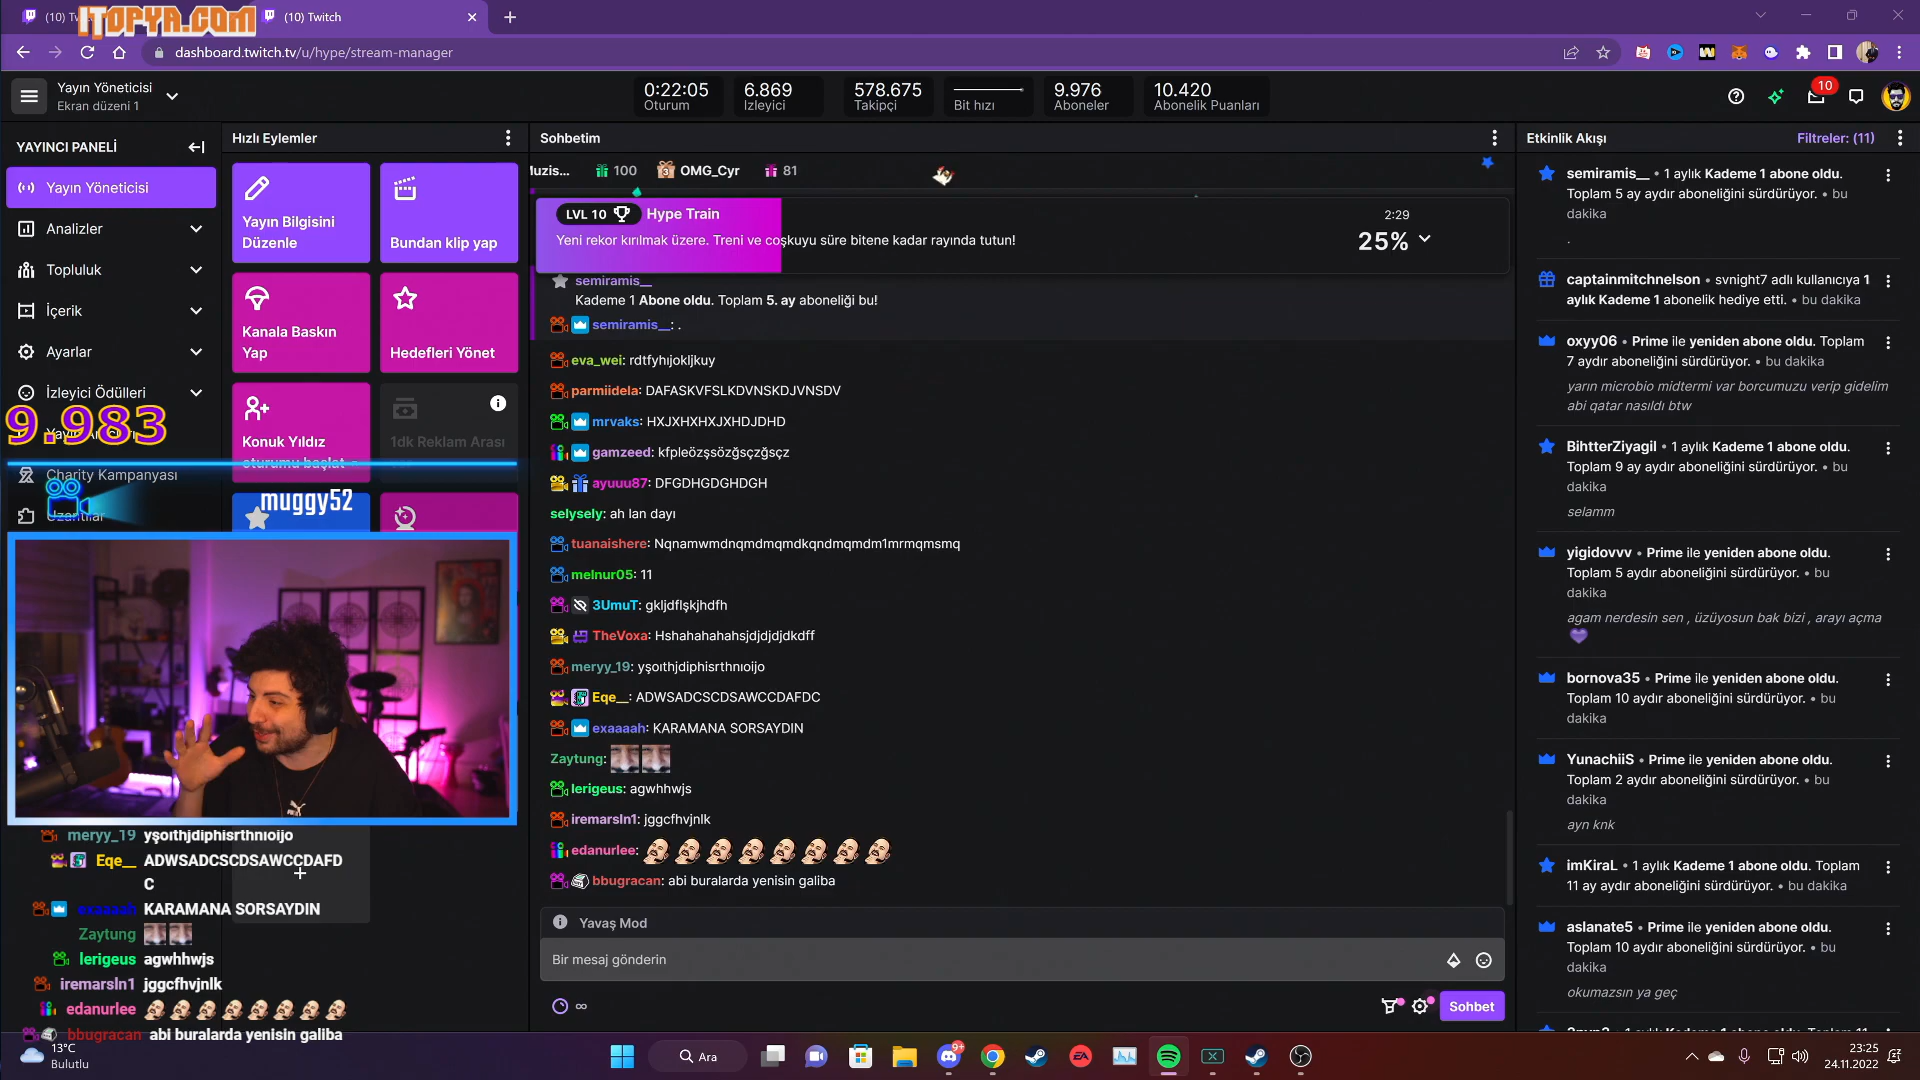 ITOPYA.COM
(10) Twitch
dashboard.twitch.tv/u/hype/stream-manager
Yayın Yöneticisi
Ekran düzeni 1
0:22:05
Oturum
6.869
İzleyici
578.675
Takipçi
Bit hızı
9.976
Aboneler
10.420
Abonelik Puanları
10
YAYINCI PANELİ
Yayın Yöneticisi
Analizler
Topluluk
İçerik
Ayarlar
İzleyici Ödülleri
9.983
Charity Kampanyası
Uzantılar
Hızlı Eylemler
Yayın Bilgisini
Düzenle
Bundan klip yap
Kanala Baskın
Yap
Hedefleri Yönet
Konuk Yıldız
oturumu başlat
1dk Reklam Arası
muggy52
meryy_19 yşoıthjdiphisrthnıoijo
Eqe__ ADWSADCSCDSAWCCDAFD
C
exaaaah KARAMANA SORSAYDIN
Zaytung
lerigeus agwhhwjs
iremarsln1 jggcfhvjnlk
edanurlee
bbugracan abi buralarda yenisin galiba
Sohbetim
Muzis... 100 3 OMG_Cyr 81
LVL 10 Hype Train
2:29
Yeni rekor kırılmak üzere. Treni ve coşkuyu süre bitene kadar rayında tutun!
25%
semiramis__
Kademe 1 Abone oldu. Toplam 5. ay aboneliği bu!
semiramis__: .
eva_wei: rdtfyhıjokljkuy
parmiidela: DAFASKVFSLKDVNSKDJVNSDV
mrvaks: HXJXHXHXJXHDJDHD
gamzeed: kfpleözşsözğsçzğsçz
ayuuu87: DFGDHGDGHDGH
selysely: ah lan dayı
tuanaishere: Nqnamwmdnqmdmqmdkqndmqmdm1mrmqmsmq
melnur05: 11
3UmuT: gkljdflşkjhdfh
TheVoxa: Hshahahahahsjdjdjdjdkdff
meryy_19: yşoıthjdiphisrthnıoijo
Eqe__: ADWSADCSCDSAWCCDAFDC
exaaaah: KARAMANA SORSAYDIN
Zaytung:
lerigeus: agwhhwjs
iremarsln1: jggcfhvjnlk
edanurlee:
bbugracan: abi buralarda yenisin galiba
Yavaş Mod
Bir mesaj gönderin
∞
Sohbet
Etkinlik Akışı
Filtreler: (11)
semiramis__ • 1 aylık Kademe 1 abone oldu.
Toplam 5 ay aydır aboneliği sürdürüyor. • bu
dakika
.
captainmitchnelson • svnight7 adlı kullanıcıya 1
aylık Kademe 1 abonelik hediye etti. • bu dakika
oxyy06 • Prime ile yeniden abone oldu. Toplam
7 aydır aboneliğini sürdürüyor. • bu dakika
yarın microbio midtermi var borcumuzu verip gidelim
abi qatar nasıldı btw
BihtterZiyagil • 1 aylık Kademe 1 abone oldu.
Toplam 9 ay aydır aboneliği sürdürüyor. • bu
dakika
selamm
yigidovvv • Prime ile yeniden abone oldu.
Toplam 5 aydır aboneliğini sürdürüyor. • bu
dakika
agam nerdesin sen , üzüyosun bak bizi , arayı açma
bornova35 • Prime ile yeniden abone oldu.
Toplam 10 aydır aboneliğini sürdürüyor. • bu
dakika
YunachiiS • Prime ile yeniden abone oldu.
Toplam 2 aydır aboneliğini sürdürüyor. • bu
dakika
ayn knk
imKiraL • 1 aylık Kademe 1 abone oldu. Toplam
11 ay aydır aboneliği sürdürüyor. • bu dakika
aslanate5 • Prime ile yeniden abone oldu.
Toplam 10 aydır aboneliğini sürdürüyor. • bu
dakika
okumazsın ya geç
13°C
Bulutlu
Ara
9+
EA
23:25
24.11.2022